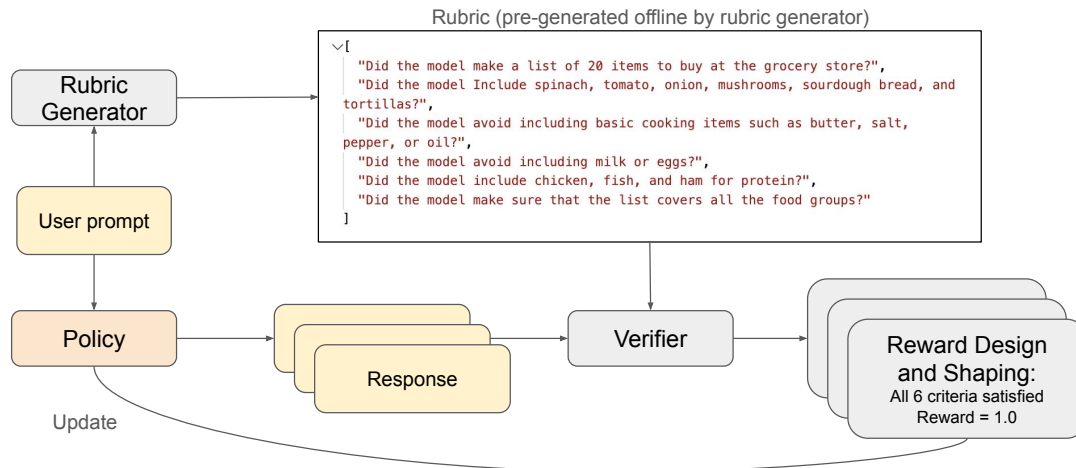 Rubric (pre-generated offline by rubric generator)
[
"Did the model make a list of 20 items to buy at the grocery store?",
"Did the model Include spinach, tomato, onion, mushrooms, sourdough bread, and
tortillas?",
"Did the model avoid including basic cooking items such as butter, salt,
pepper, or oil?",
"Did the model avoid including milk or eggs?",
"Did the model include chicken, fish, and ham for protein?",
"Did the model make sure that the list covers all the food groups?"
]
Rubric
Generator
User prompt
Policy
Response
Verifier
Reward Design
and Shaping:
All 6 criteria satisfied
Reward = 1.0
Update